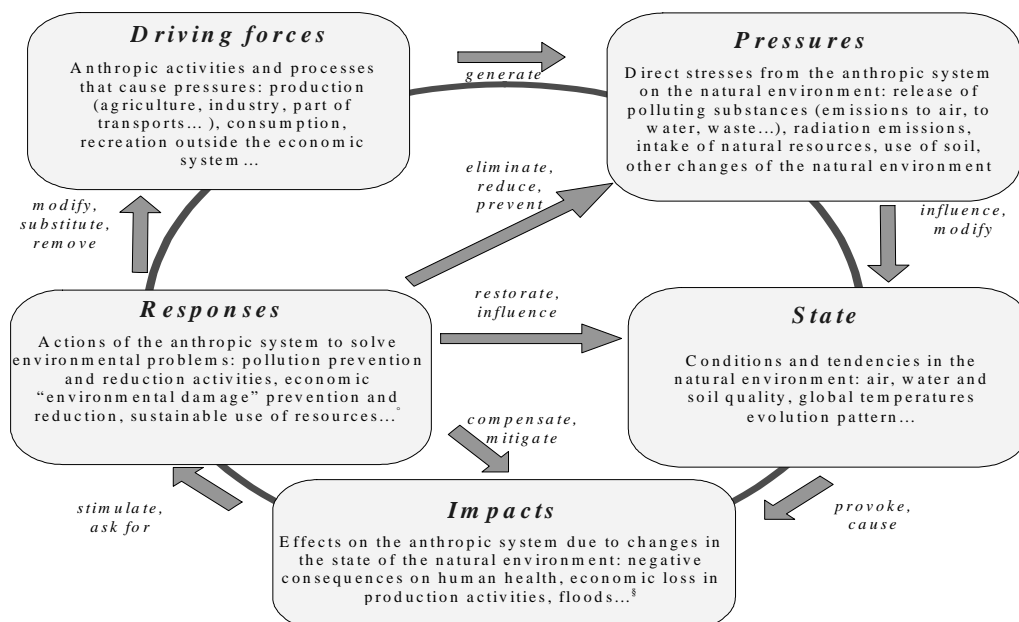 Driving forces
Anthropic activities and processes
that cause pressures: production
(agriculture, industry, part of
transports... ), consumption,
recreation outside the economic
system...
generate
Pressures
Direct stresses from the anthropic system
on the natural environment: release of
polluting substances (emissions to air, to
water, waste...), radiation emissions,
intake of natural resources, use of soil,
other changes of the natural environment
modify,
substitute,
remove
eliminate,
reduce,
prevent
influence,
modify
Responses
Actions of the anthropic system to solve
environmental problems: pollution prevention
and reduction activities, economic
“environmental damage” prevention and
reduction, sustainable use of resources...°
restorate,
influence
State
Conditions and tendencies in the
natural environment: air, water and
soil quality, global temperatures
evolution pattern...
compensate,
mitigate
stimulate,
ask for
provoke,
cause
Impacts
Effects on the anthropic system due to changes in
the state of the natural environment: negative
consequences on human health, economic loss in
production activities, floods...§